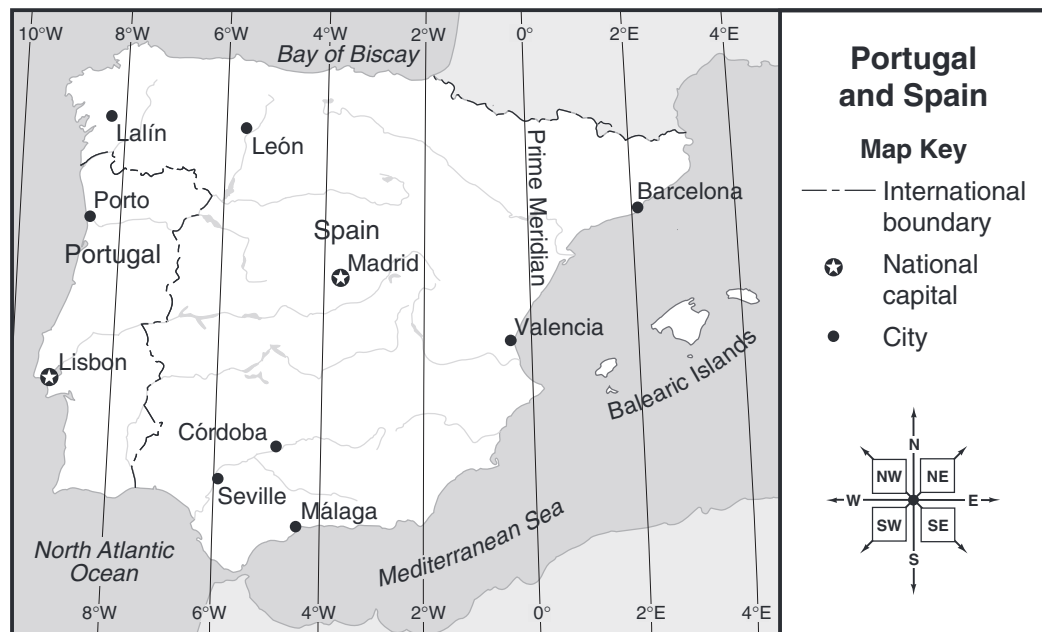 10°W 8°W 6°W 4°W 2°W 0° 2°E 4°E
Bay of Biscay
Lalín
León
Prime Meridian
Porto
Barcelona
Spain
Portugal
Madrid
Valencia
Lisbon
Balearic Islands
Córdoba
Seville
Málaga
Mediterranean Sea
North Atlantic
Ocean
8°W 6°W 4°W 2°W 0° 2°E 4°E
Portugal
and Spain
Map Key
International
boundary
National
capital
City
N
NW NE
W E
SW SE
S